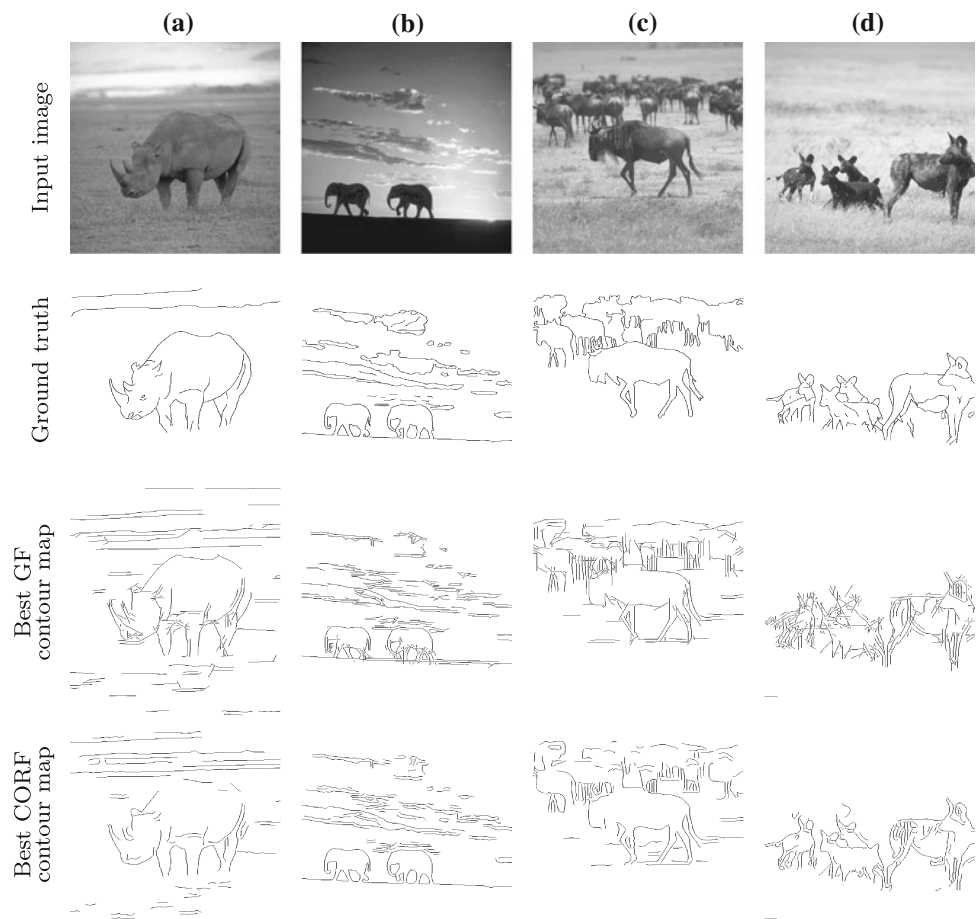 (a) (b) (c) (d)
Input image
Ground truth
Best GF
contour map
Best CORF
contour map